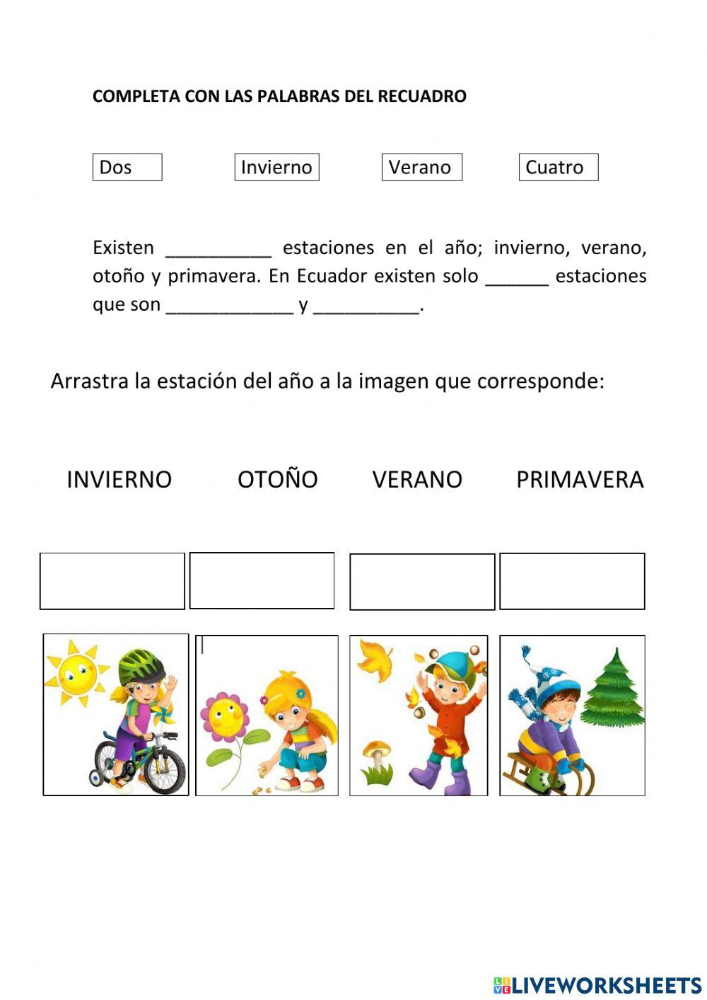 COMPLETA CON LAS PALABRAS DEL RECUADRO
Dos Invierno Verano Cuatro
Existen __________ estaciones en el año; invierno, verano,
otoño y primavera. En Ecuador existen solo ______ estaciones
que son ____________ y __________.
Arrastra la estación del año a la imagen que corresponde:
INVIERNO OTOÑO VERANO PRIMAVERA
LIVE LIVEWORKSHEETS